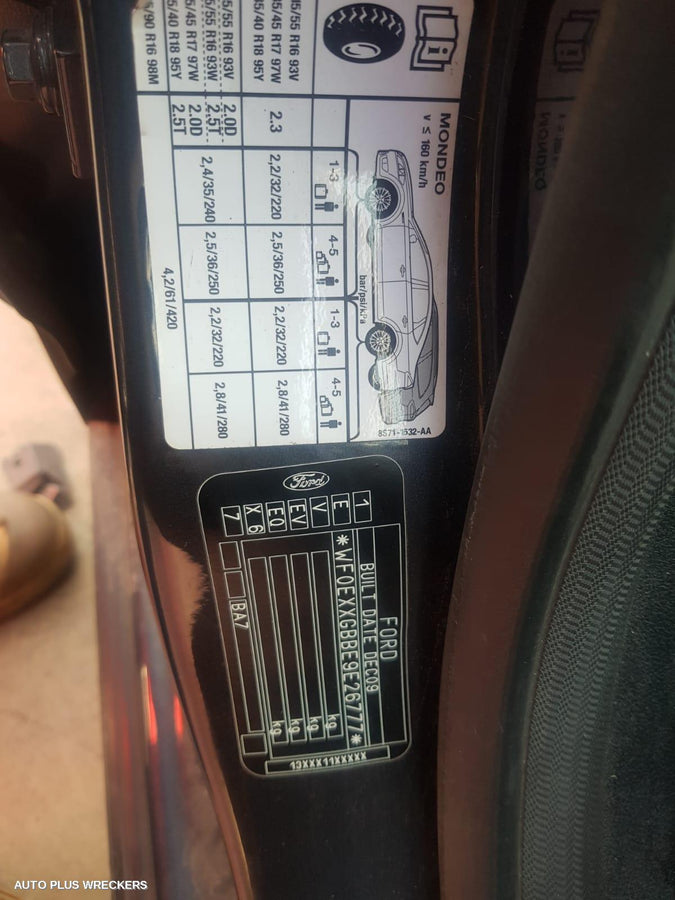 MONDEO
v ≤ 160 km/h
bar/psi/kPa
8S71-1532-AA
1-3 4-5 1-3 4-5
55 R16 93V
45 R17 97W
40 R18 95Y
2.3 2,2/32/220 2,5/36/250 2,2/32/220 2,8/41/280
5/55 R16 93V
5/55 R16 93W
5/45 R17 97W
5/40 R18 95Y
2.0D
2.5T
2.0D
2.5T
2,4/35/240 2,5/36/250 2,2/32/220 2,8/41/280
5/90 R16 98M 4,2/61/420
Ford
FORD
BUILT DATE DEC09
1 *WF0EXXGBBE9E26777*
E kg
V kg
EV kg
EO kg
X 6
7 BA7
13XXX11XXXXX
AUTO PLUS WRECKERS